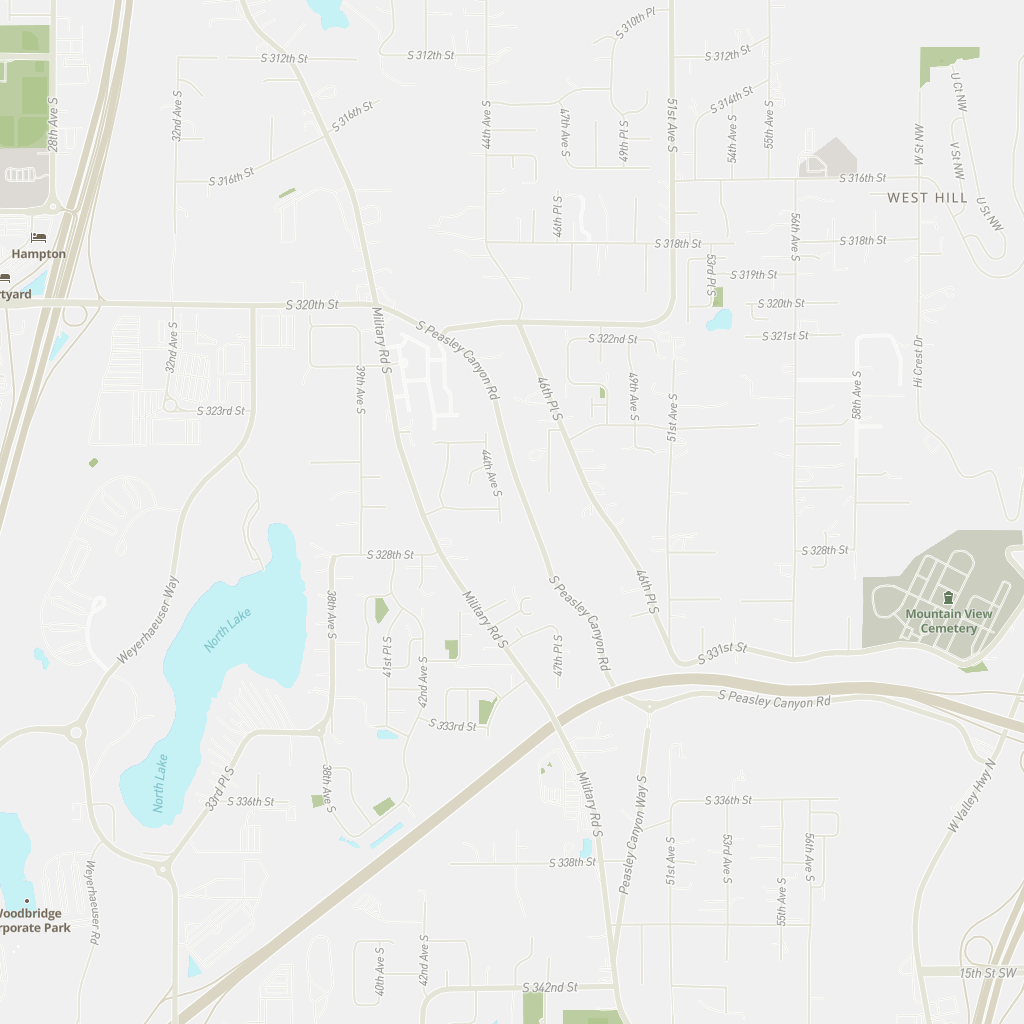 S 310th Pl
S 312th St
S 312th St
S 312th St
S 314th St
S 316th St
28th Ave S
32nd Ave S
44th Ave S
47th Ave S
49th Pl S
51st Ave S
54th Ave S
55th Ave S
U Ct NW
W St NW
V St NW
S 316th St
S 316th St
WEST HILL
U St NW
46th Pl S
56th Ave S
Hampton
S 318th St
S 318th St
53rd Pl S
S 319th St
rtyard
S 320th St
S 320th St
32nd Ave S
Military Rd S
S Peasley Canyon Rd
S 322nd St
S 321st St
Hi Crest Dr
39th Ave S
46th Pl S
49th Ave S
51st Ave S
58th Ave S
S 323rd St
44th Ave S
S 328th St
S 328th St
Weyerhaeuser Way
North Lake
38th Ave S
Military Rd S
S Peasley Canyon Rd
46th Pl S
Mountain View
Cemetery
41st Pl S
42nd Ave S
47th Pl S
S 331st St
S Peasley Canyon Rd
S 333rd St
North Lake
33rd Pl S
38th Ave S
S 336th St
Military Rd S
Peasley Canyon Way S
S 336th St
W Valley Hwy N
Weyerhaeuser Rd
S 338th St
51st Ave S
53rd Ave S
56th Ave S
55th Ave S
Woodbridge
rporate Park
40th Ave S
42nd Ave S
S 342nd St
15th St SW